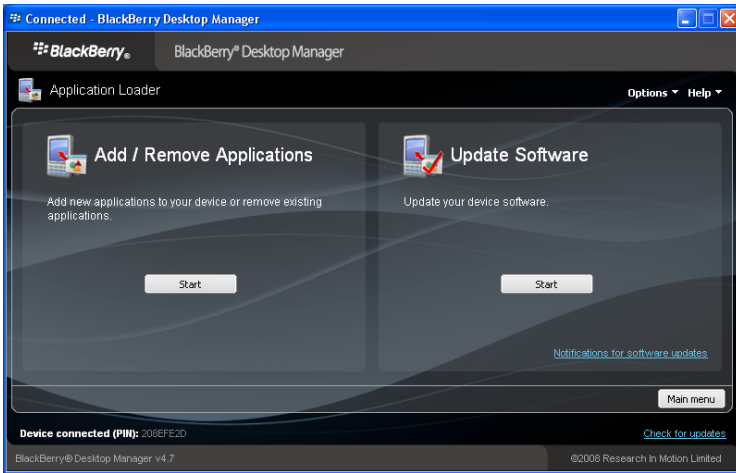 Connected - BlackBerry Desktop Manager
BlackBerry® BlackBerry® Desktop Manager
Application Loader Options Help
Add / Remove Applications
Add new applications to your device or remove existing
applications.
Start
Update Software
Update your device software.
Start
Notifications for software updates
Main menu
Device connected (PIN): 208EFE2D Check for updates
BlackBerry® Desktop Manager v4.7 ©2008 Research In Motion Limited